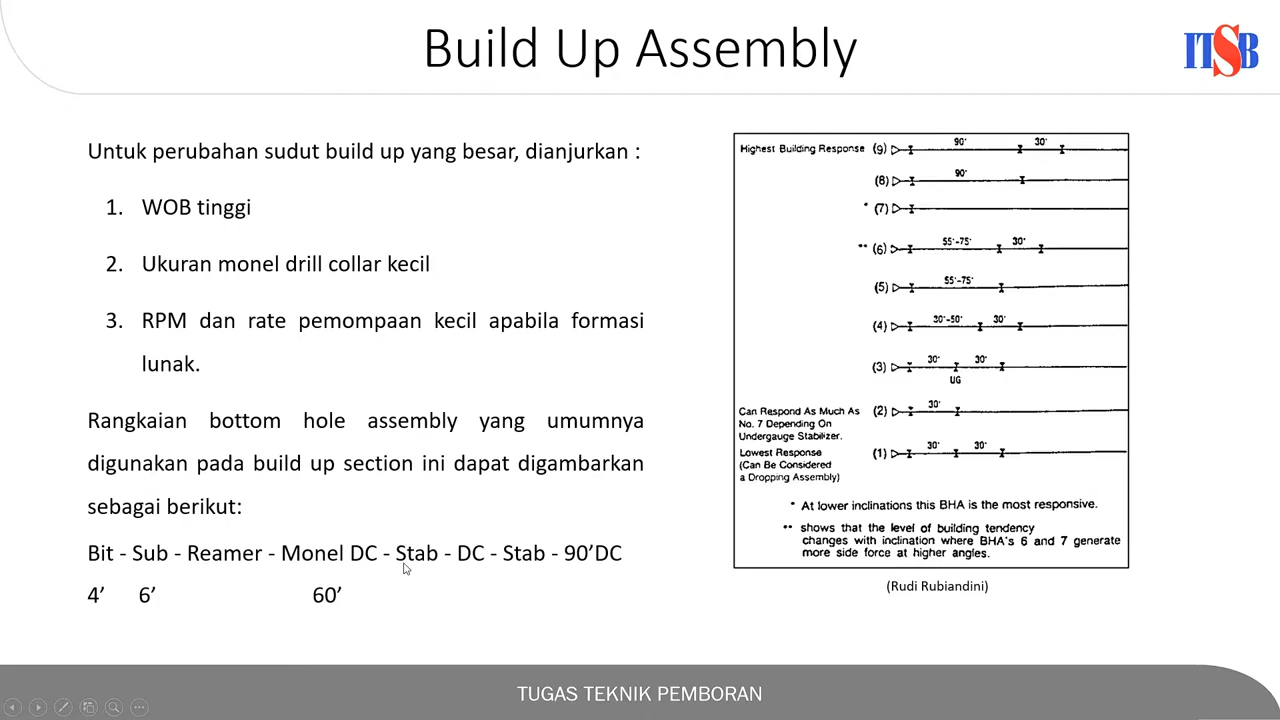 Build Up Assembly
ITSB
Untuk perubahan sudut build up yang besar, dianjurkan :
1. WOB tinggi
2. Ukuran monel drill collar kecil
3. RPM dan rate pemompaan kecil apabila formasi
lunak.
Rangkaian bottom hole assembly yang umumnya
digunakan pada build up section ini dapat digambarkan
sebagai berikut:
Bit - Sub - Reamer - Monel DC - Stab - DC - Stab - 90’DC
4’ 6’ 60’
Highest Building Response (9) 90' 30'
(8) 90'
* (7)
** (6) 55'-75' 30'
(5) 55'-75'
(4) 30'-50' 30'
(3) 30' 30'
UG
Can Respond As Much As (2) 30'
No. 7 Depending On
Undergauge Stabilizer.
Lowest Response (1) 30' 30'
(Can Be Considered
a Dropping Assembly)
* At lower inclinations this BHA is the most responsive.
** shows that the level of building tendency
changes with inclination where BHA's 6 and 7 generate
more side force at higher angles.
(Rudi Rubiandini)
TUGAS TEKNIK PEMBORAN